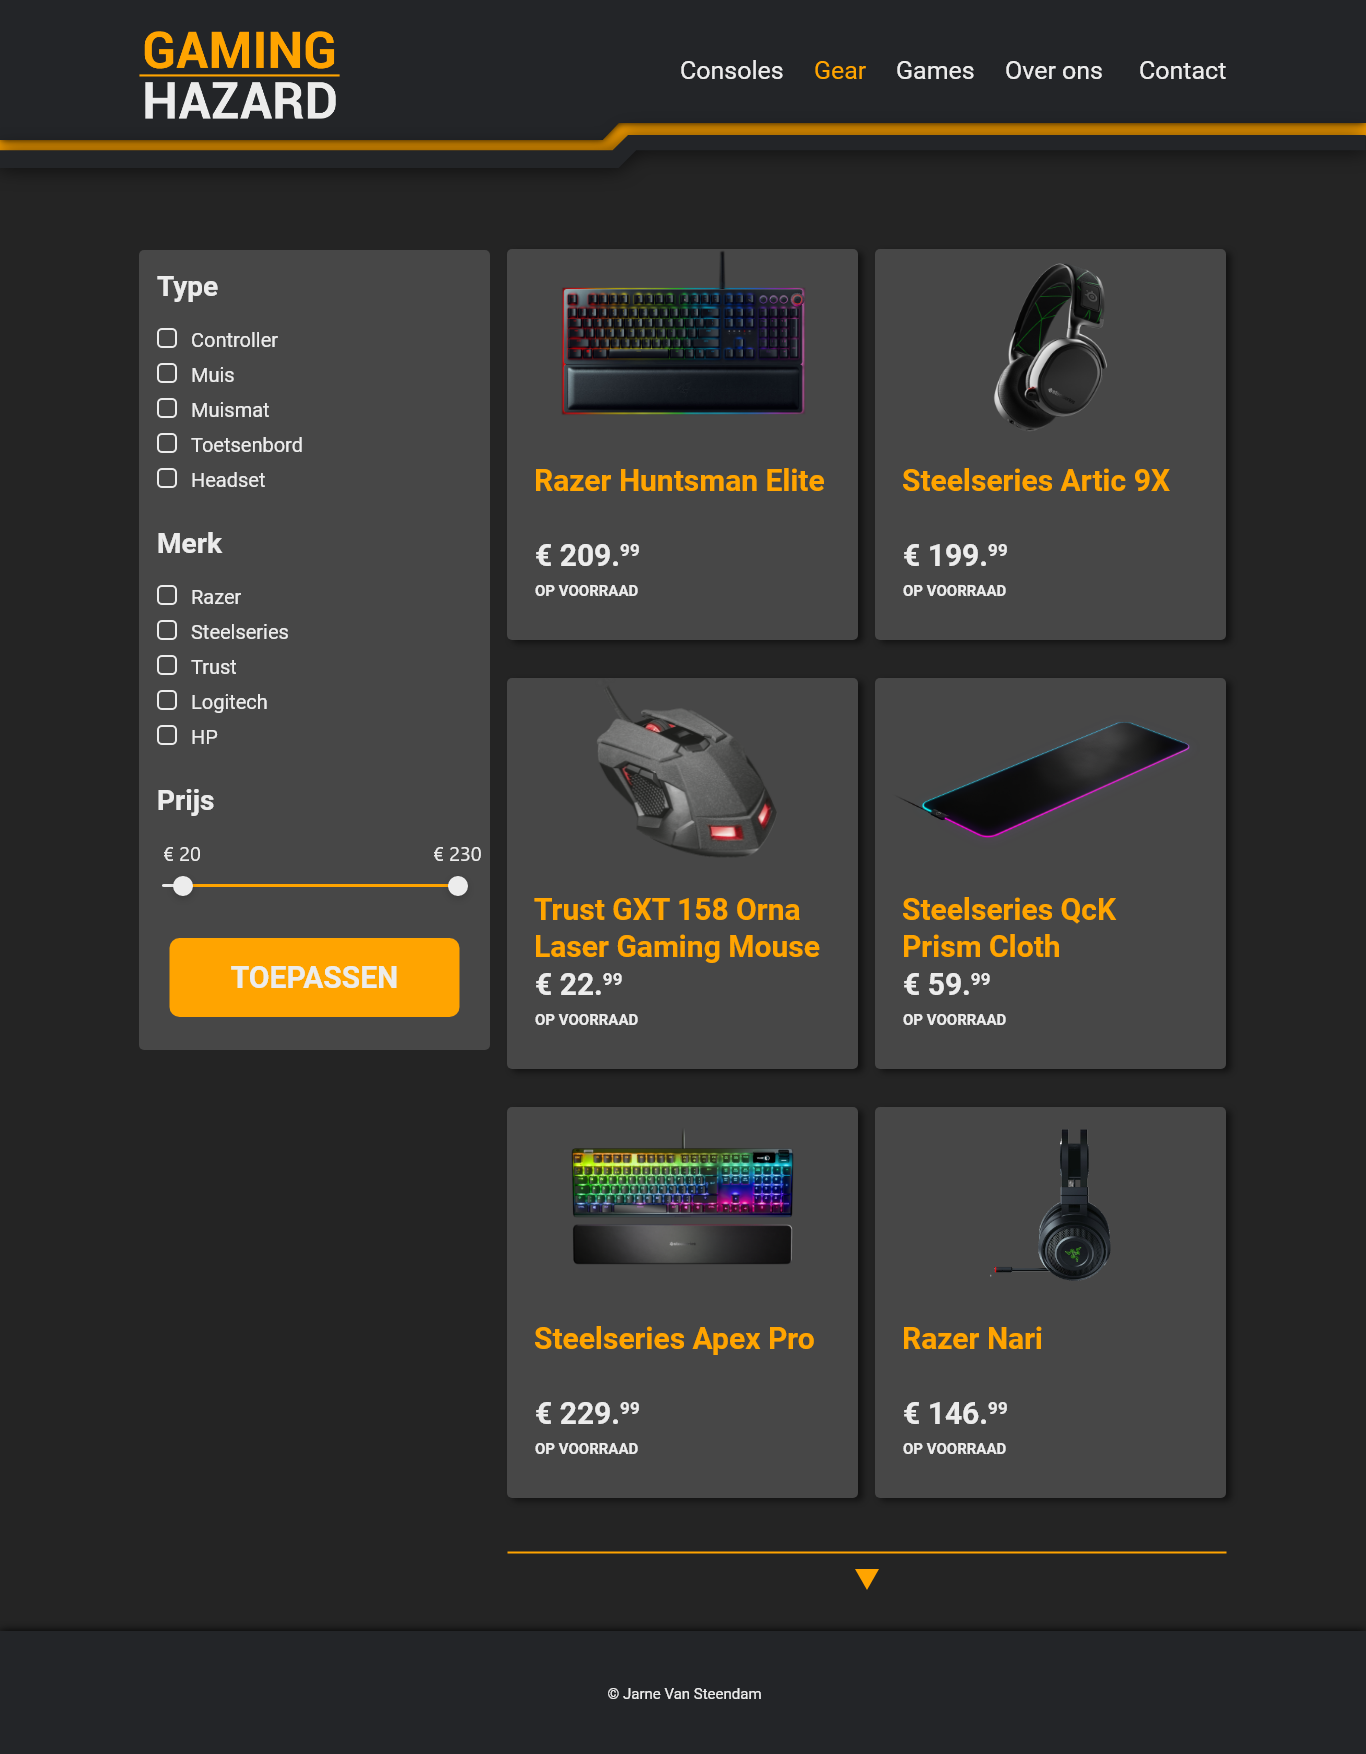 GAMING
HAZARD
Consoles Gear Games Over ons Contact
Type
Controller
Muis
Muismat
Toetsenbord
Headset
Merk
Razer
Steelseries
Trust
Logitech
HP
Prijs
€ 20 € 230
TOEPASSEN
Razer Huntsman Elite
€ 209.99
OP VOORRAAD
Steelseries Artic 9X
€ 199.99
OP VOORRAAD
Trust GXT 158 Orna
Laser Gaming Mouse
€ 22.99
OP VOORRAAD
Steelseries QcK
Prism Cloth
€ 59.99
OP VOORRAAD
Steelseries Apex Pro
€ 229.99
OP VOORRAAD
Razer Nari
€ 146.99
OP VOORRAAD
© Jarne Van Steendam